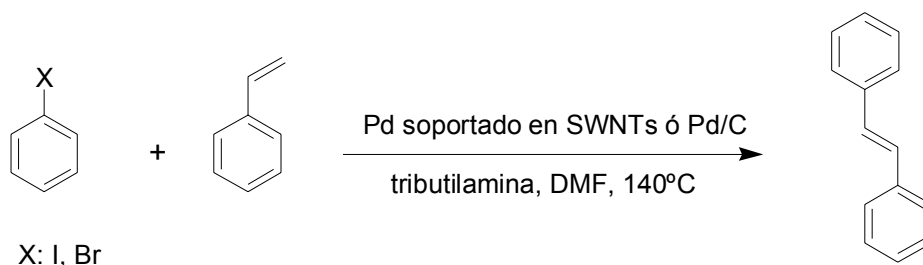 X
+
Pd soportado en SWNTs ó Pd/C
tributilamina, DMF, 140ºC
X: I, Br